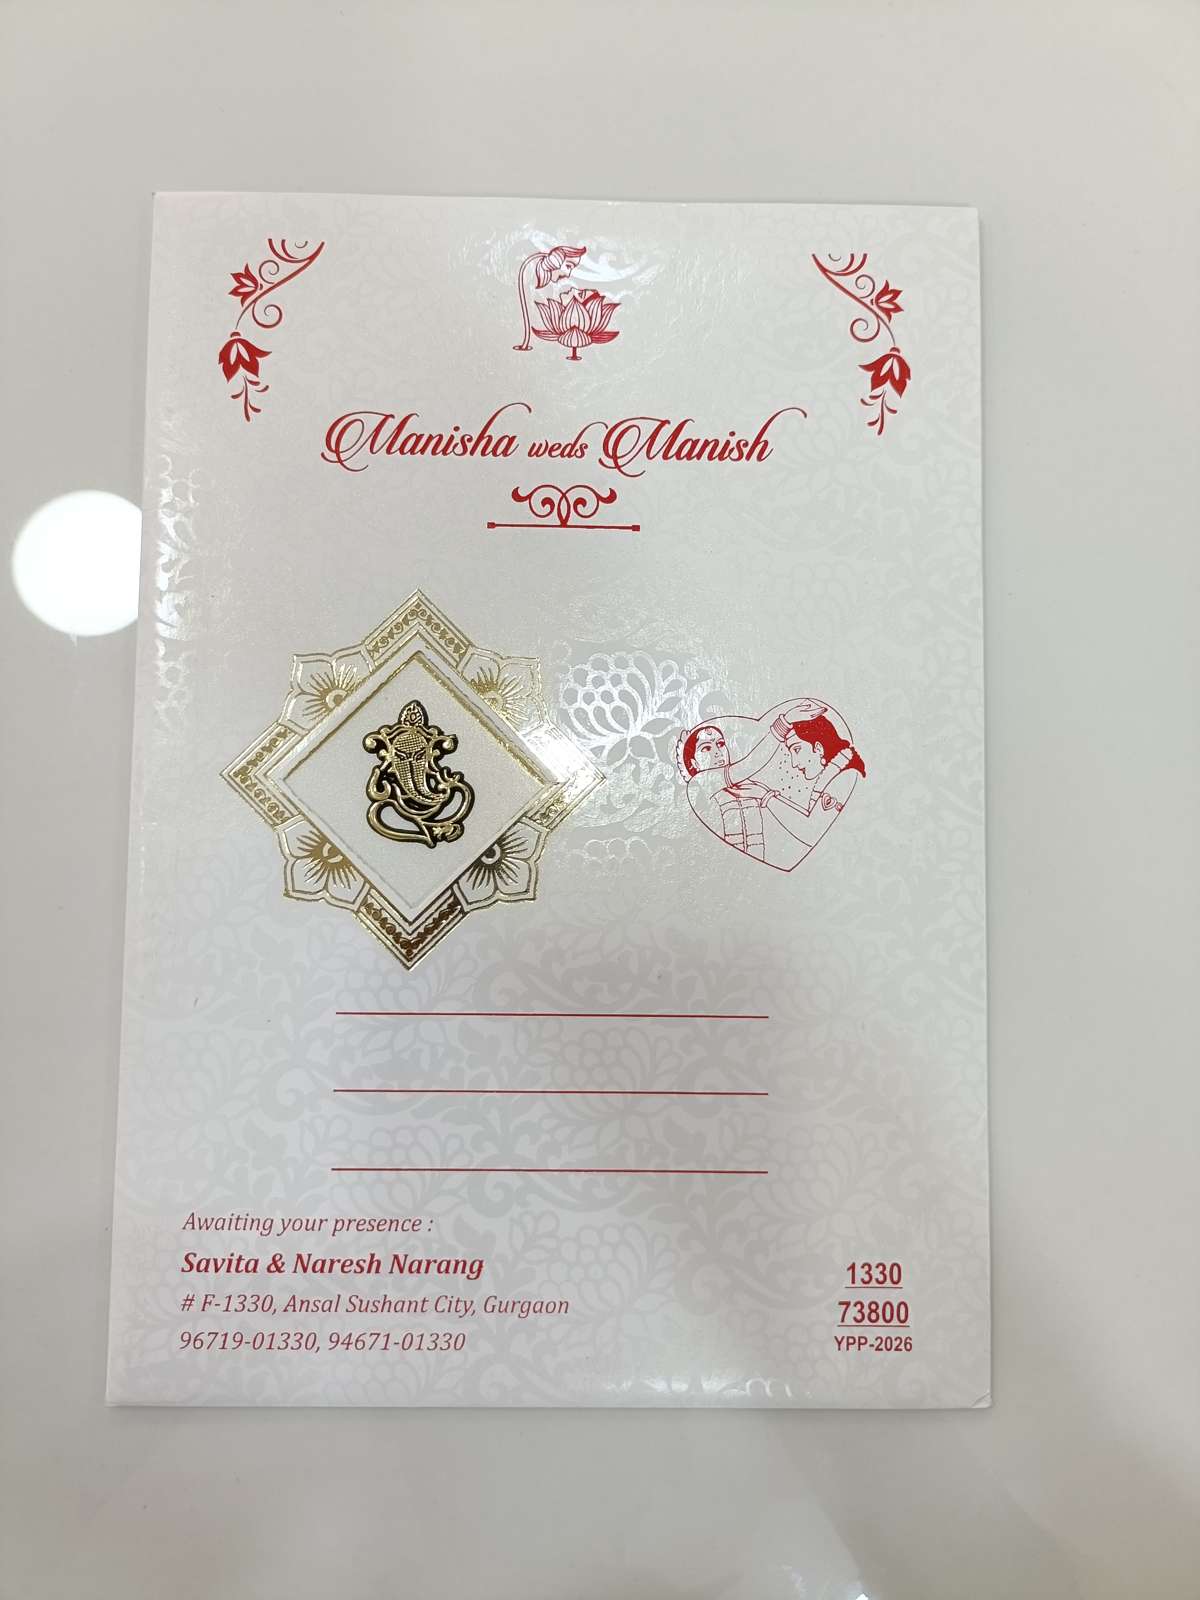 Manisha weds Manish
Awaiting your presence :
Savita & Naresh Narang
# F-1330, Ansal Sushant City, Gurgaon
96719-01330, 94671-01330
1330
73800
YPP-2026